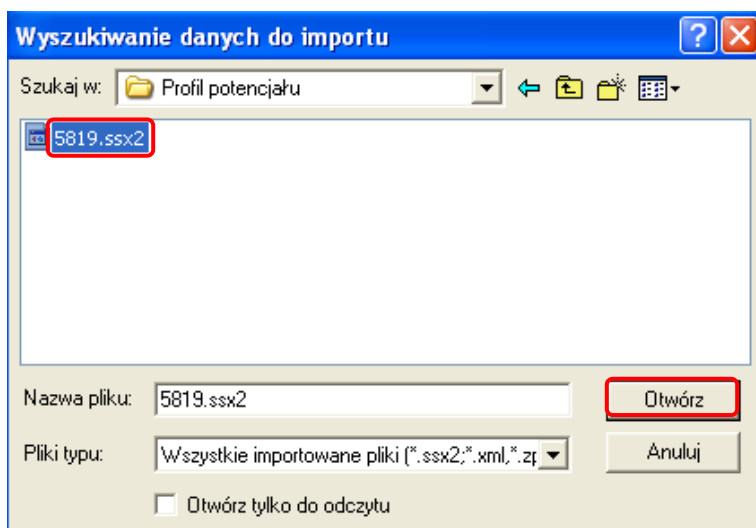 Wyszukiwanie danych do importu
Szukaj w: Profil potencjału
5819.ssx2
Nazwa pliku: 5819.ssx2 Otwórz
Pliki typu: Wszystkie importowane pliki (*.ssx2;*.xml,*.zp Anuluj
Otwórz tylko do odczytu